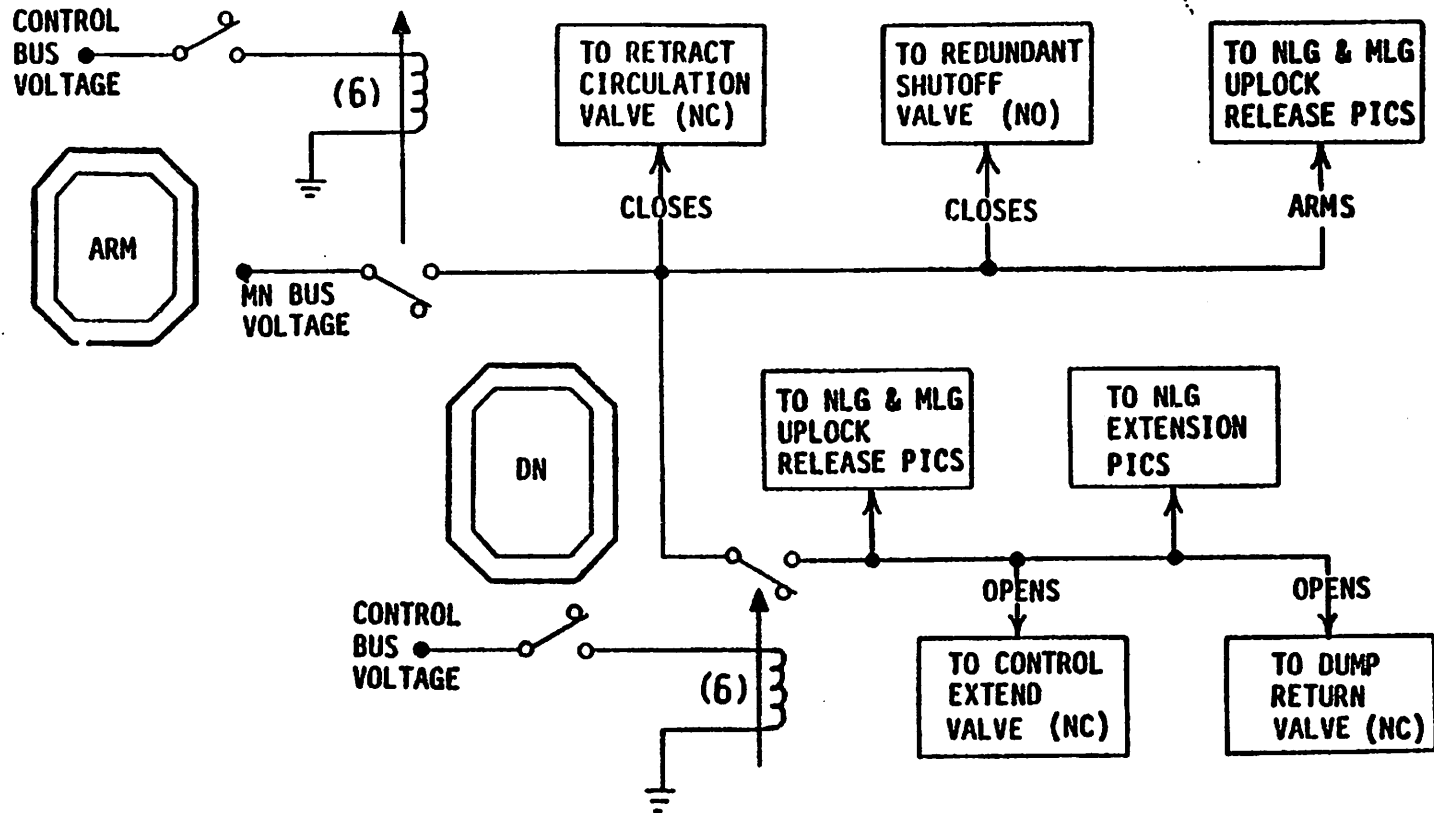 CONTROL
BUS
VOLTAGE
(6)
TO RETRACT
CIRCULATION
VALVE (NC)
TO REDUNDANT
SHUTOFF
VALVE (NO)
TO NLG & MLG
UPLOCK
RELEASE PICS
CLOSES
CLOSES
ARMS
ARM
MN BUS
VOLTAGE
DN
TO NLG & MLG
UPLOCK
RELEASE PICS
TO NLG
EXTENSION
PICS
OPENS
OPENS
CONTROL
BUS
VOLTAGE
(6)
TO CONTROL
EXTEND
VALVE (NC)
TO DUMP
RETURN
VALVE (NC)